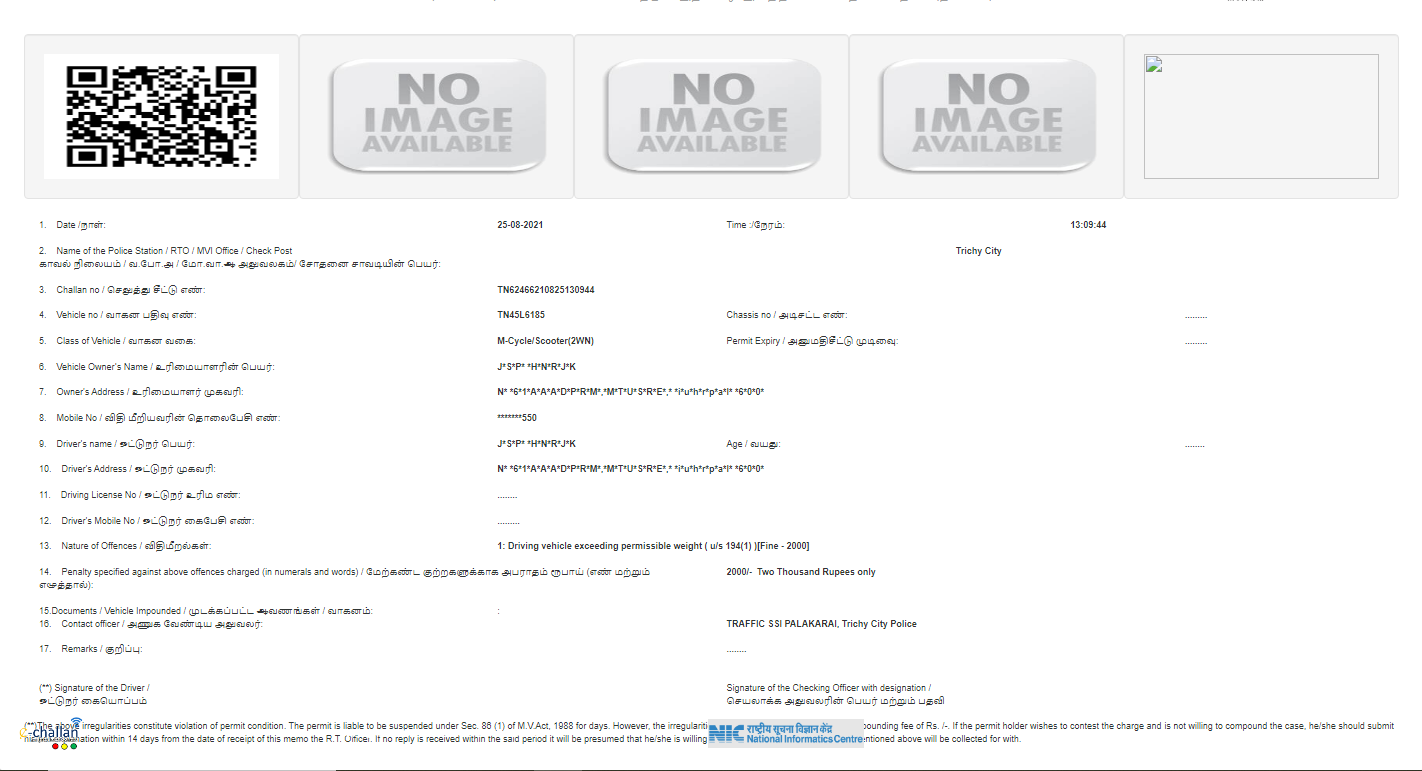 NO IMAGE AVAILABLE
NO IMAGE AVAILABLE
NO IMAGE AVAILABLE
1. Date /நாள்: 25-08-2021 Time :/நேரம்: 13:09:44
2. Name of the Police Station / RTO / MVI Office / Check Post Trichy City
காவல் நிலையம் / வ.போ.அ / மோ.வா.ஆ அலுவலகம்/ சோதனை சாவடியின் பெயர்:
3. Challan no / செலுத்து சீட்டு எண்: TN62466210825130944
4. Vehicle no / வாகன பதிவு எண்: TN45L6185 Chassis no / அடிசட்ட எண்: .........
5. Class of Vehicle / வாகன வகை: M-Cycle/Scooter(2WN) Permit Expiry / அனுமதிசீட்டு முடிவு: .........
6. Vehicle Owner's Name / உரிமையாளரின் பெயர்: J*S*P* *H*N*R*J*K
7. Owner's Address / உரிமையாளர் முகவரி: N* *6*1*A*A*A*D*P*R*M*,*M*T*U*S*R*E*,* *i*u*h*r*p*a*l* *6*0*0*
8. Mobile No / விதி மீறியவரின் தொலைபேசி எண்: *******550
9. Driver's name / ஓட்டுநர் பெயர்: J*S*P* *H*N*R*J*K Age / வயது: ........
10. Driver's Address / ஓட்டுநர் முகவரி: N* *6*1*A*A*A*D*P*R*M*,*M*T*U*S*R*E*,* *i*u*h*r*p*a*l* *6*0*0*
11. Driving License No / ஓட்டுநர் உரிம எண்: ........
12. Driver's Mobile No / ஓட்டுநர் கைபேசி எண்: .........
13. Nature of Offences / விதிமீறல்கள்: 1: Driving vehicle exceeding permissible weight ( u/s 194(1) )[Fine - 2000]
14. Penalty specified against above offences charged (in numerals and words) / மேற்கண்ட குற்றகளுக்காக அபராதம் ரூபாய் (எண் மற்றும் 2000/- Two Thousand Rupees only
எழுத்தால்):
15.Documents / Vehicle Impounded / முடக்கப்பட்ட ஆவணங்கள் / வாகனம்: :
16. Contact officer / அணுக வேண்டிய அலுவலர்: TRAFFIC SSI PALAKARAI, Trichy City Police
17. Remarks / குறிப்பு: ........
(**) Signature of the Driver / Signature of the Checking Officer with designation /
ஓட்டுநர் கையொப்பம் செயலாக்க அலுவலரின் பெயர் மற்றும் பதவி
(**)The above irregularities constitute violation of permit condition. The permit is liable to be suspended under Sec. 86 (1) of M.V.Act, 1988 for days. However, the irregulariti pounding fee of Rs. /-. If the permit holder wishes to contest the charge and is not willing to compound the case, he/she should submit
within 14 days from the date of receipt of this memo the R.T. Officer. If no reply is received within the said period it will be presumed that he/she is willing entioned above will be collected for with.
e-challan
NIC राष्ट्रीय सूचना विज्ञान केंद्र
National Informatics Centre